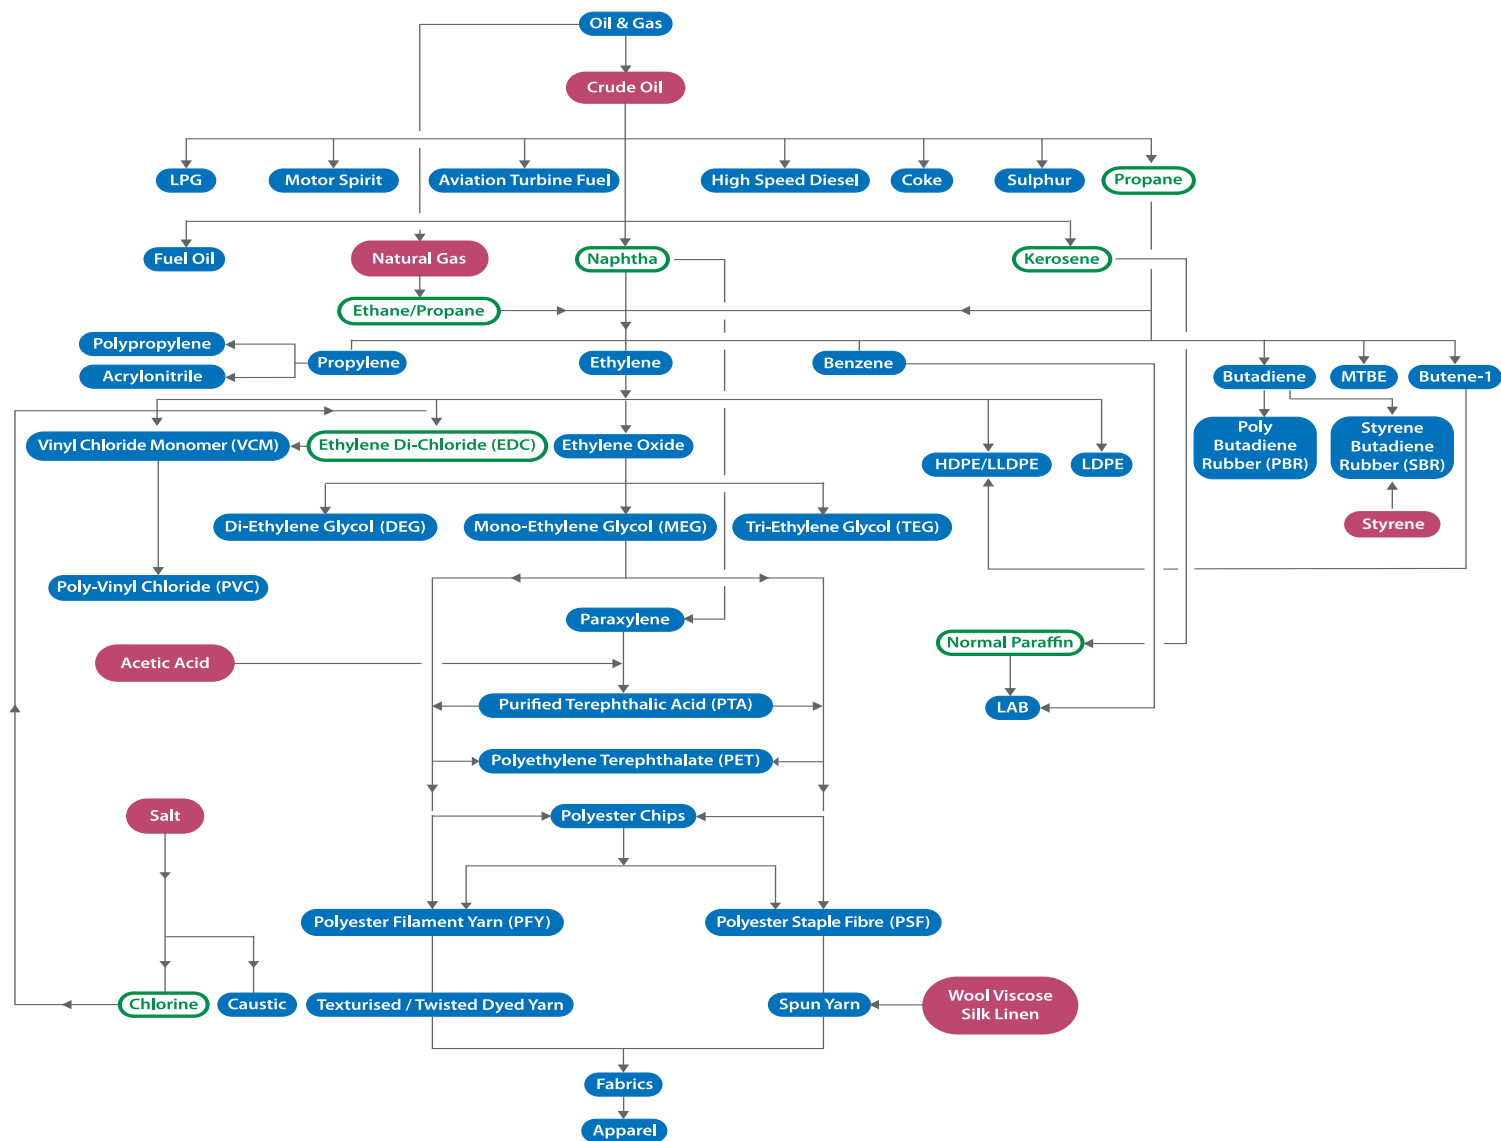 Oil & Gas
Crude Oil
LPG
Motor Spirit
Aviation Turbine Fuel
High Speed Diesel
Coke
Sulphur
Propane
Fuel Oil
Natural Gas
Naphtha
Kerosene
Ethane/Propane
Polypropylene
Acrylonitrile
Propylene
Ethylene
Benzene
Butadiene
MTBE
Butene-1
Vinyl Chloride Monomer (VCM)
Ethylene Di-Chloride (EDC)
Ethylene Oxide
HDPE/LLDPE
LDPE
Poly
Butadiene
Rubber (PBR)
Styrene
Butadiene
Rubber (SBR)
Di-Ethylene Glycol (DEG)
Mono-Ethylene Glycol (MEG)
Tri-Ethylene Glycol (TEG)
Styrene
Poly-Vinyl Chloride (PVC)
Paraxylene
Normal Paraffin
Acetic Acid
Purified Terephthalic Acid (PTA)
LAB
Polyethylene Terephthalate (PET)
Salt
Polyester Chips
Polyester Filament Yarn (PFY)
Polyester Staple Fibre (PSF)
Chlorine
Caustic
Texturised / Twisted Dyed Yarn
Spun Yarn
Wool Viscose
Silk Linen
Fabrics
Apparel